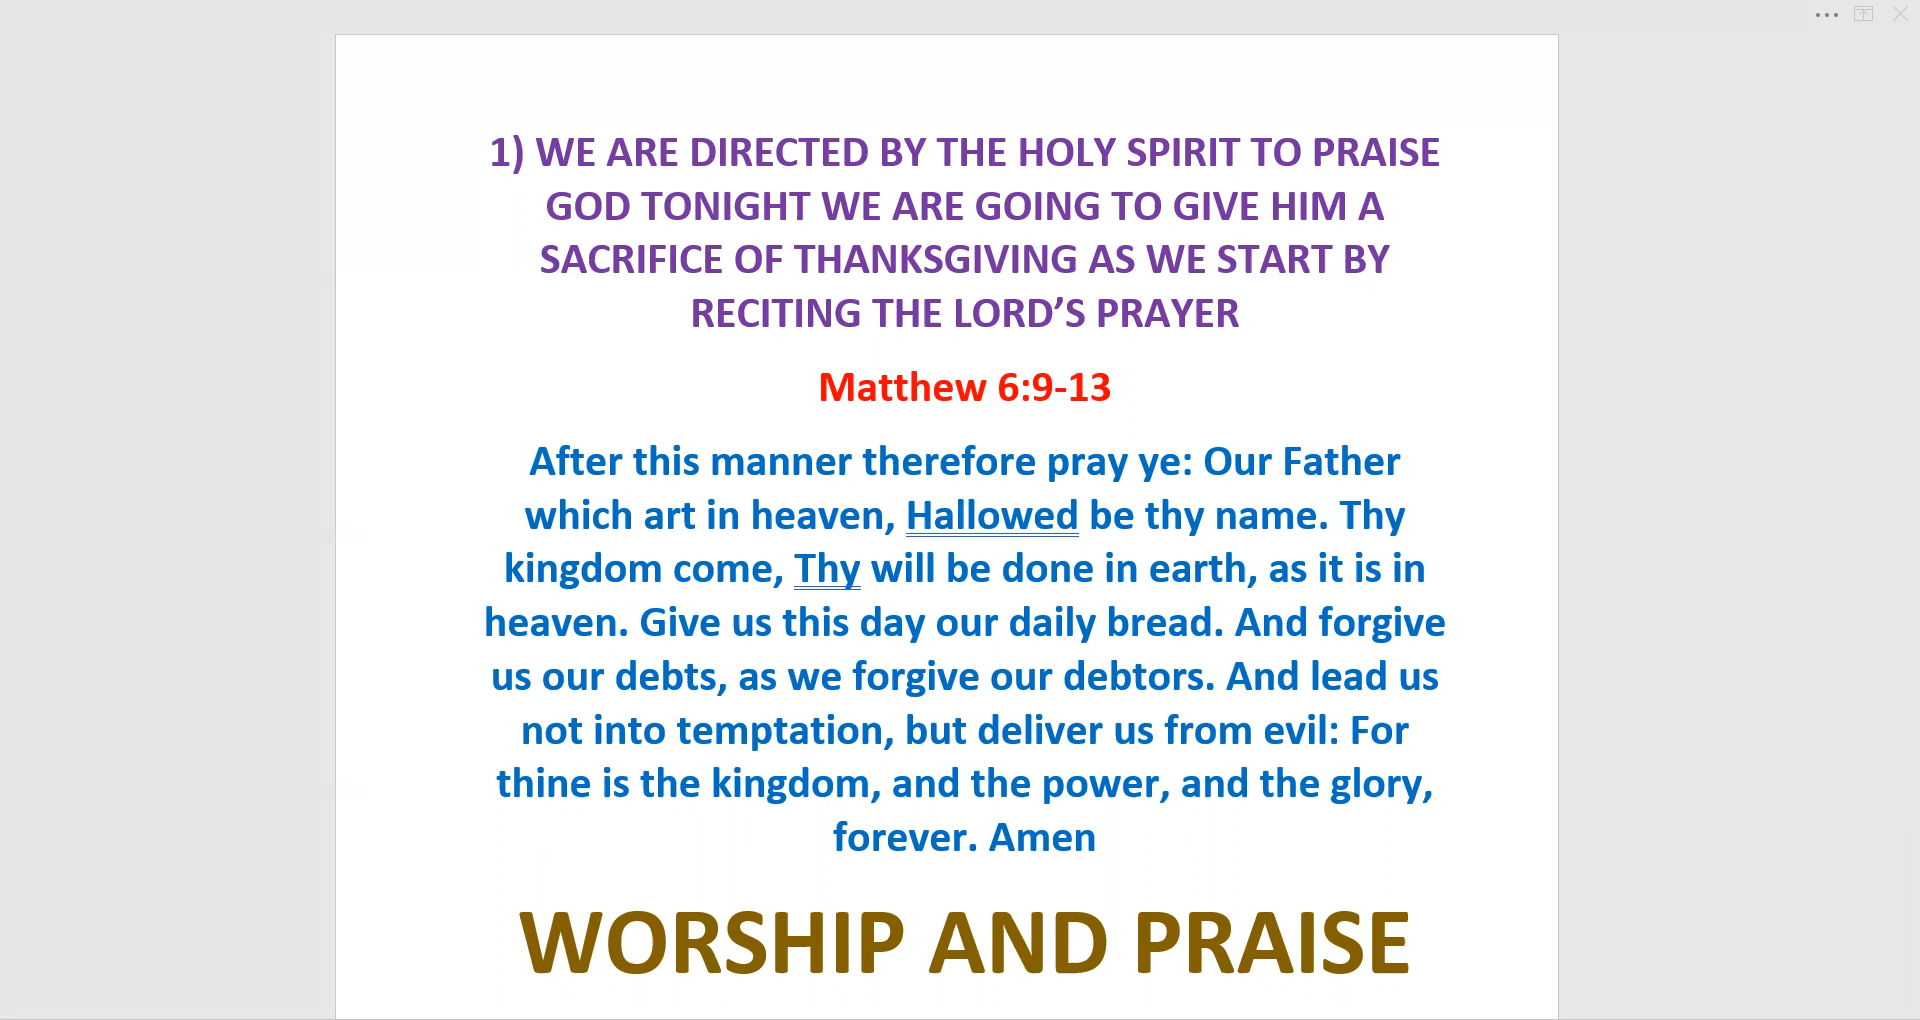 1) WE ARE DIRECTED BY THE HOLY SPIRIT TO PRAISE
GOD TONIGHT WE ARE GOING TO GIVE HIM A
SACRIFICE OF THANKSGIVING AS WE START BY
RECITING THE LORD’S PRAYER
Matthew 6:9-13
After this manner therefore pray ye: Our Father
which art in heaven, Hallowed be thy name. Thy
kingdom come, Thy will be done in earth, as it is in
heaven. Give us this day our daily bread. And forgive
us our debts, as we forgive our debtors. And lead us
not into temptation, but deliver us from evil: For
thine is the kingdom, and the power, and the glory,
forever. Amen
WORSHIP AND PRAISE